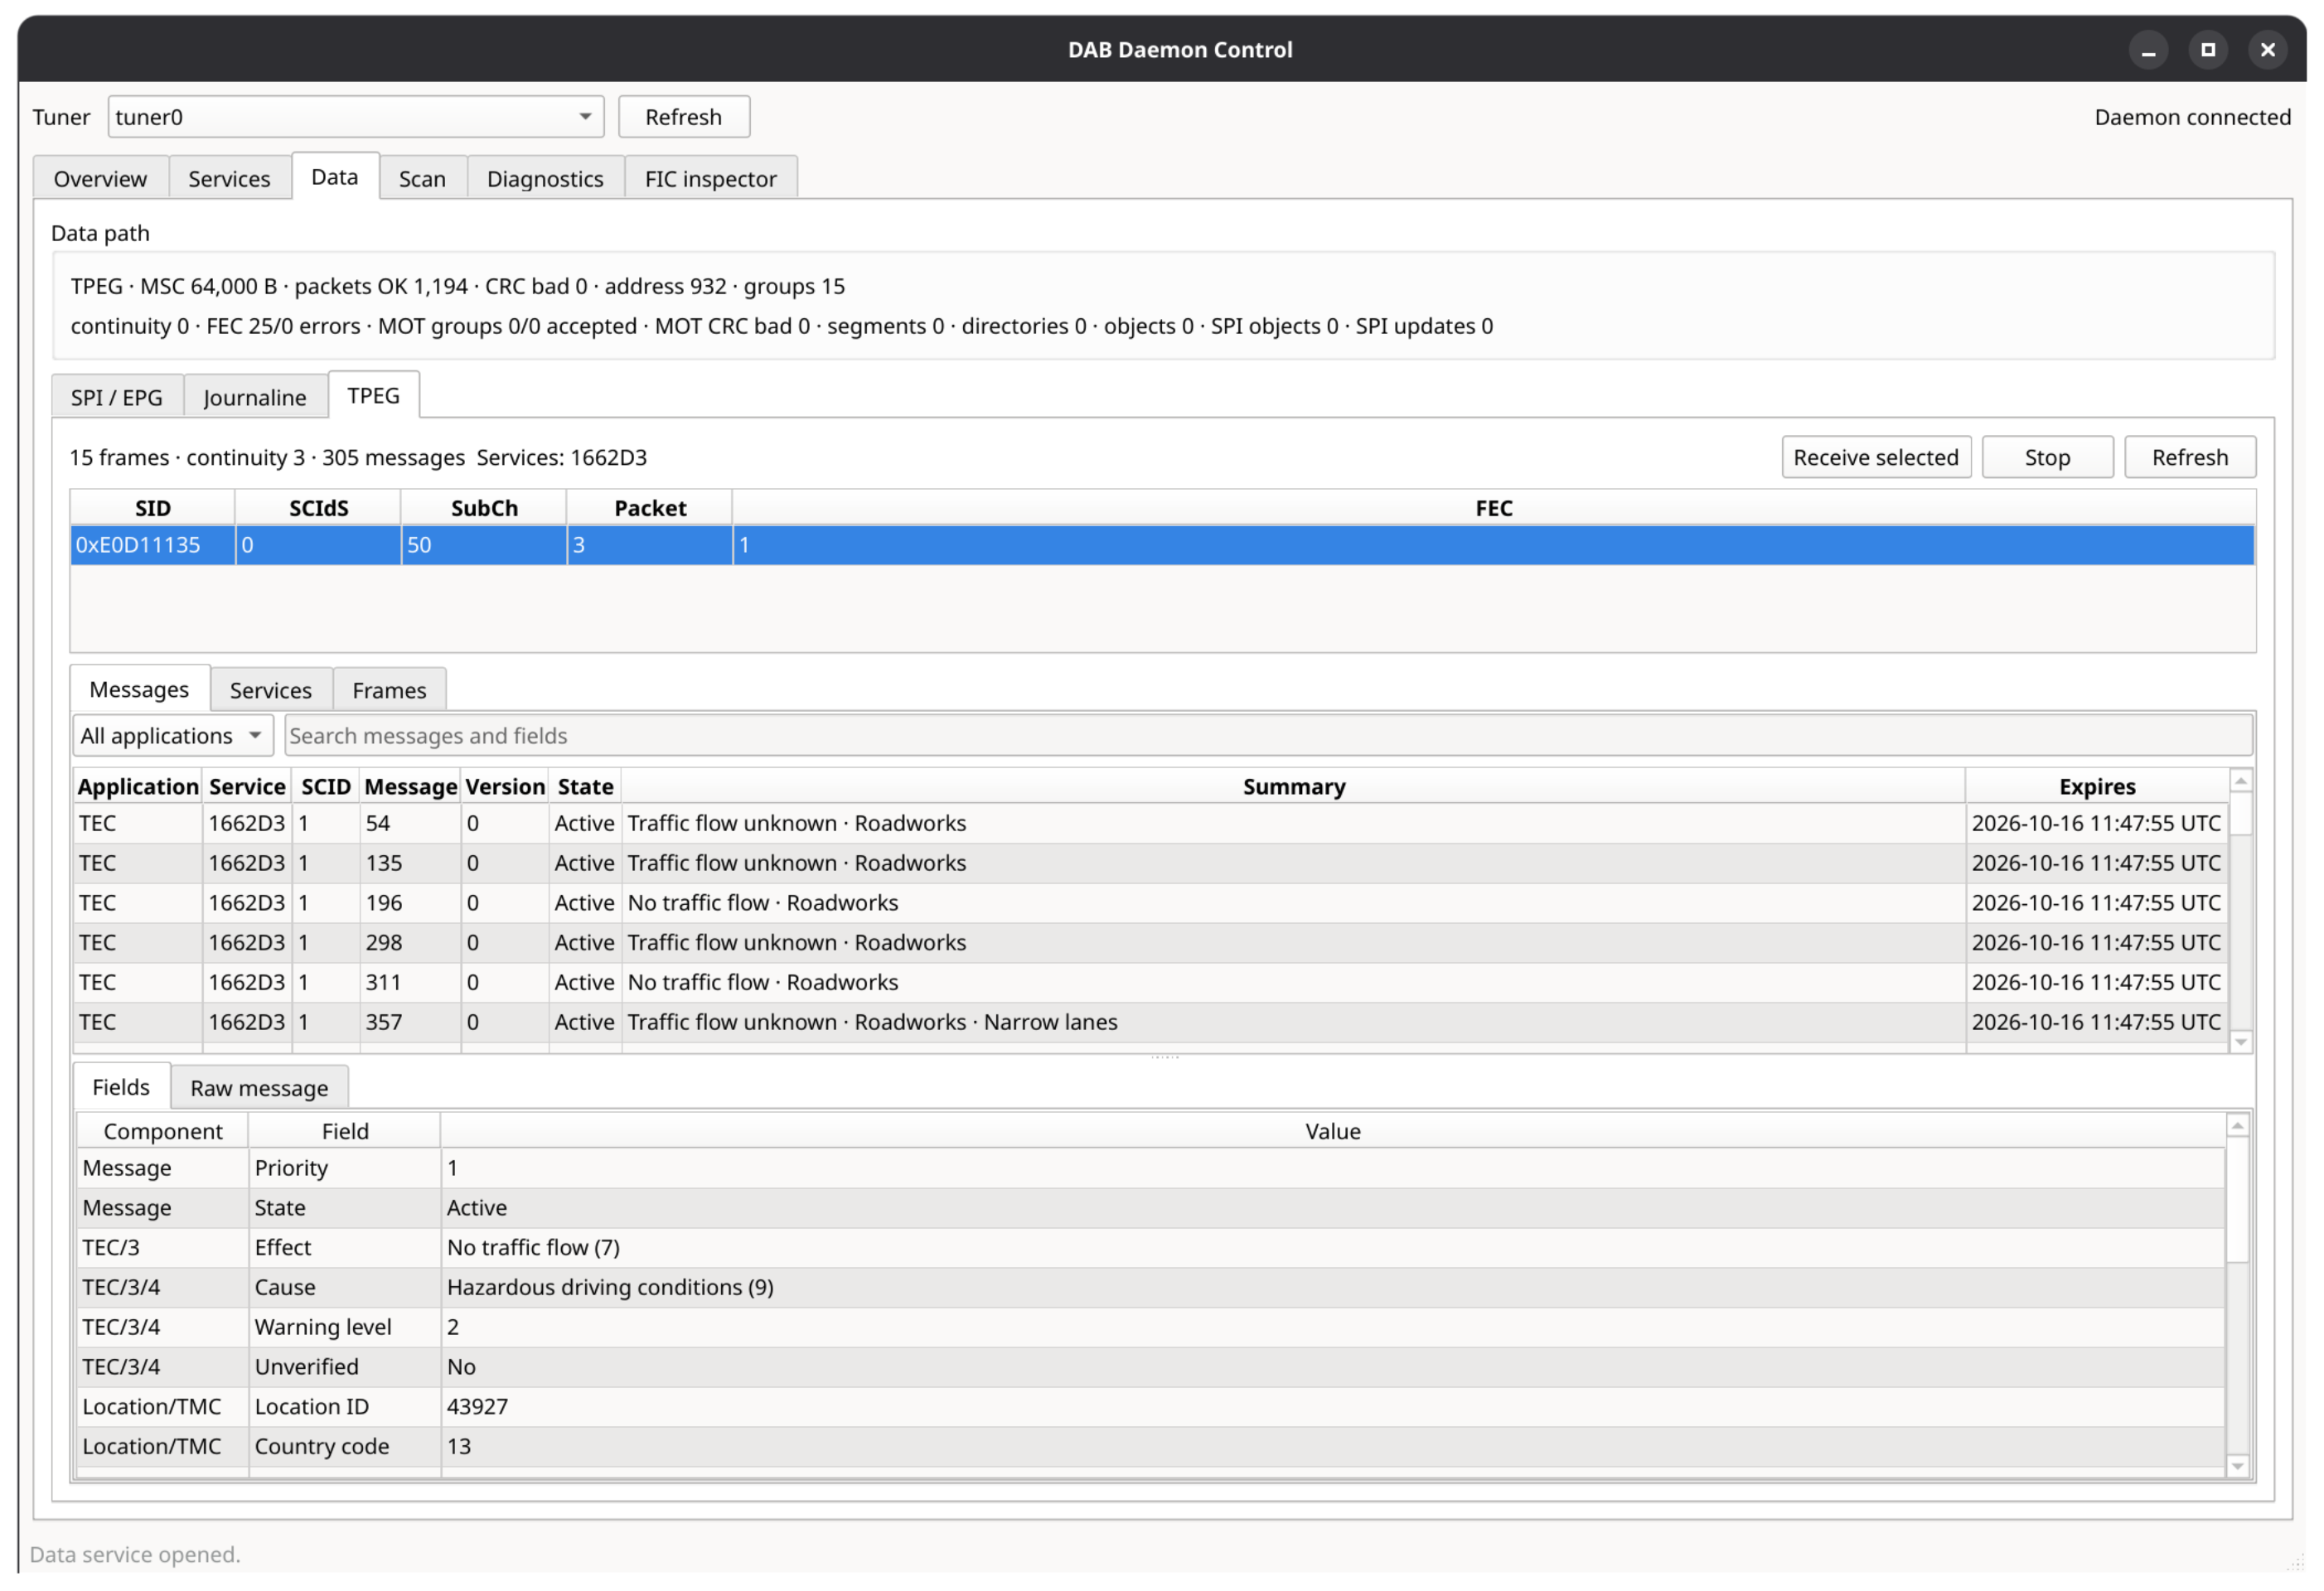 DAB Daemon Control
Tuner tuner0 Refresh Daemon connected
Overview Services Data Scan Diagnostics FIC inspector
Data path
TPEG · MSC 64,000 B · packets OK 1,194 · CRC bad 0 · address 932 · groups 15
continuity 0 · FEC 25/0 errors · MOT groups 0/0 accepted · MOT CRC bad 0 · segments 0 · directories 0 · objects 0 · SPI objects 0 · SPI updates 0
SPI / EPG Journaline TPEG
15 frames · continuity 3 · 305 messages Services: 1662D3 Receive selected Stop Refresh
SID SCIdS SubCh Packet FEC
0xE0D11135 0 50 3 1
Messages Services Frames
All applications Search messages and fields
Application Service SCID Message Version State Summary Expires
TEC 1662D3 1 54 0 Active Traffic flow unknown · Roadworks 2026-10-16 11:47:55 UTC
TEC 1662D3 1 135 0 Active Traffic flow unknown · Roadworks 2026-10-16 11:47:55 UTC
TEC 1662D3 1 196 0 Active No traffic flow · Roadworks 2026-10-16 11:47:55 UTC
TEC 1662D3 1 298 0 Active Traffic flow unknown · Roadworks 2026-10-16 11:47:55 UTC
TEC 1662D3 1 311 0 Active No traffic flow · Roadworks 2026-10-16 11:47:55 UTC
TEC 1662D3 1 357 0 Active Traffic flow unknown · Roadworks · Narrow lanes 2026-10-16 11:47:55 UTC
Fields Raw message
Component Field Value
Message Priority 1
Message State Active
TEC/3 Effect No traffic flow (7)
TEC/3/4 Cause Hazardous driving conditions (9)
TEC/3/4 Warning level 2
TEC/3/4 Unverified No
Location/TMC Location ID 43927
Location/TMC Country code 13
Data service opened.